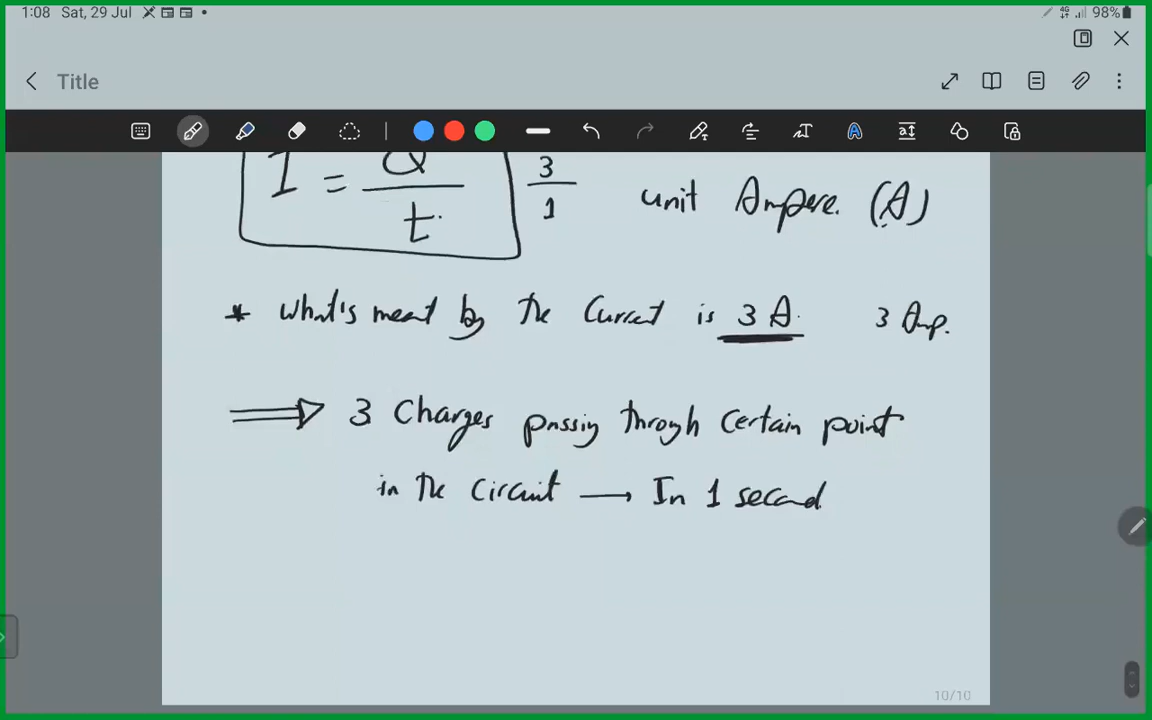 1:08 Sat, 29 Jul
98%
Title
I = Q/t 3/1 unit Ampere. (A)
* What's meant by the Current is 3 A. 3 Amp.
3 Charges passing through Certain point
in the Circuit → In 1 second
10/10